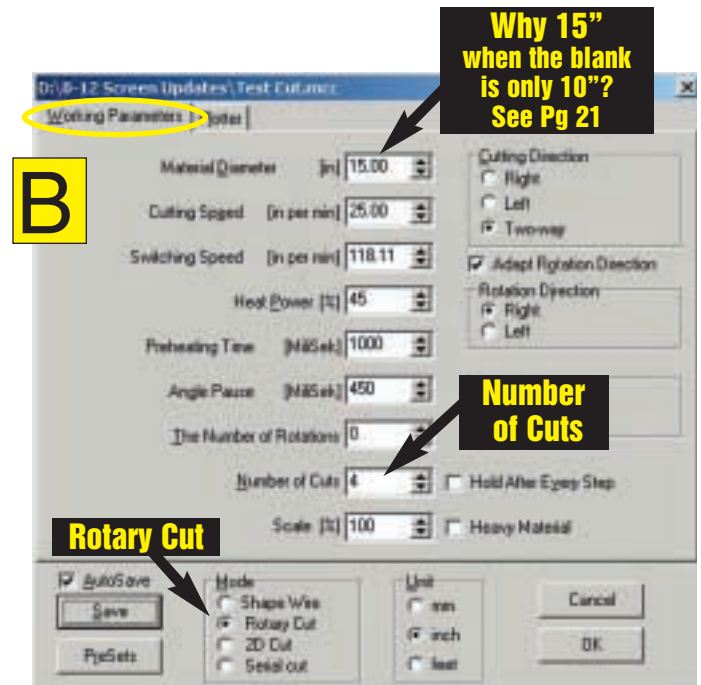 Why 15”
when the blank
is only 10”?
See Pg 21
D:\8-12 Screen Updates\Test Cut.mcc
Working Parameters
Plotter
B
Material Diameter [in] 15.00
Cutting Speed [in per min] 25.00
Switching Speed [in per min] 118.11
Heat Power [%] 45
Preheating Time [MilSek] 1000
Angle Pause [MilSek] 450
The Number of Rotations 0
Number of Cuts 4
Scale [%] 100
Cutting Direction
Right
Left
Two-way
Adapt Rotation Direction
Rotation Direction
Right
Left
Number
of Cuts
Hold After Every Step
Heavy Material
Rotary Cut
AutoSave
Save
PreSets
Mode
Shape Wire
Rotary Cut
2D Cut
Serial cut
Unit
mm
inch
feet
Cancel
OK